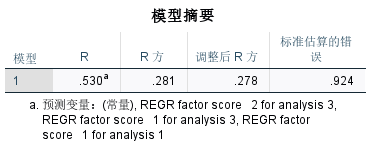 模型摘要
模型 R R 方 调整后 R 方 标准估算的错
误
1 .530a .281 .278 .924
a. 预测变量：(常量), REGR factor score 2 for analysis 3,
REGR factor score 1 for analysis 3, REGR factor
score 1 for analysis 1